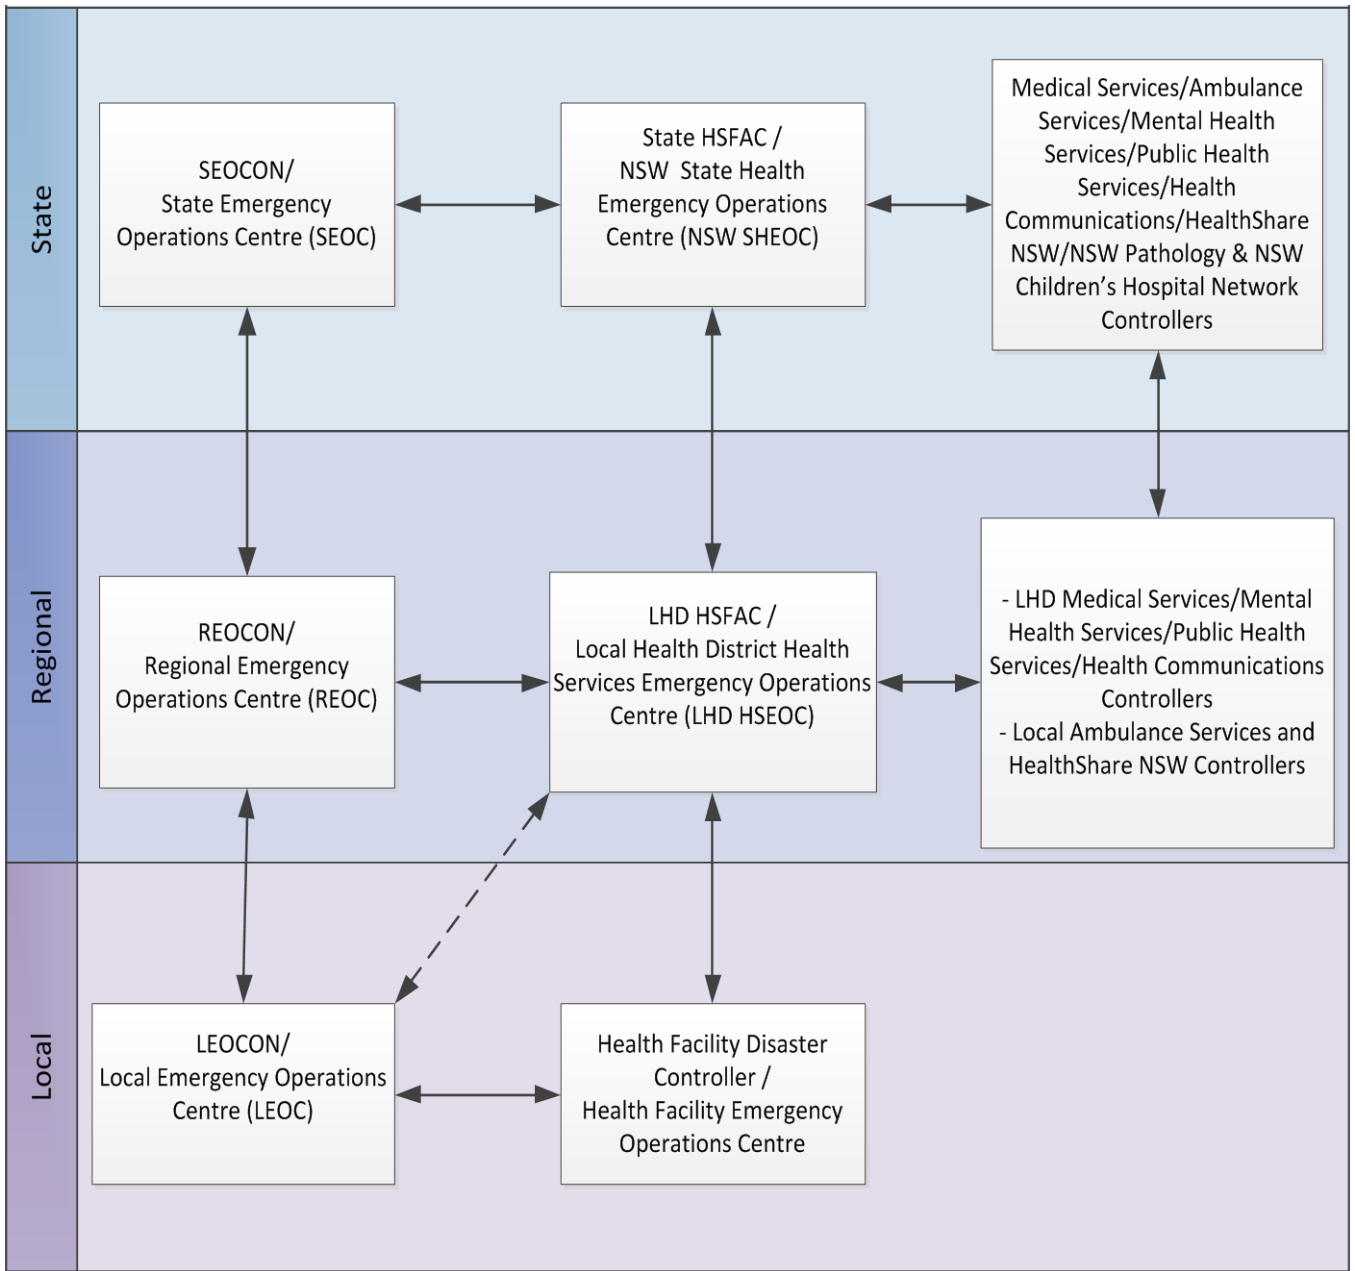 State
SEOCON/
State Emergency
Operations Centre (SEOC)
State HSFAC /
NSW State Health
Emergency Operations
Centre (NSW SHEOC)
Medical Services/Ambulance
Services/Mental Health
Services/Public Health
Services/Health
Communications/HealthShare
NSW/NSW Pathology & NSW
Children’s Hospital Network
Controllers
Regional
REOCON/
Regional Emergency
Operations Centre (REOC)
LHD HSFAC /
Local Health District Health
Services Emergency Operations
Centre (LHD HSEOC)
- LHD Medical Services/Mental
Health Services/Public Health
Services/Health Communications
Controllers
- Local Ambulance Services and
HealthShare NSW Controllers
Local
LEOCON/
Local Emergency Operations
Centre (LEOC)
Health Facility Disaster
Controller /
Health Facility Emergency
Operations Centre